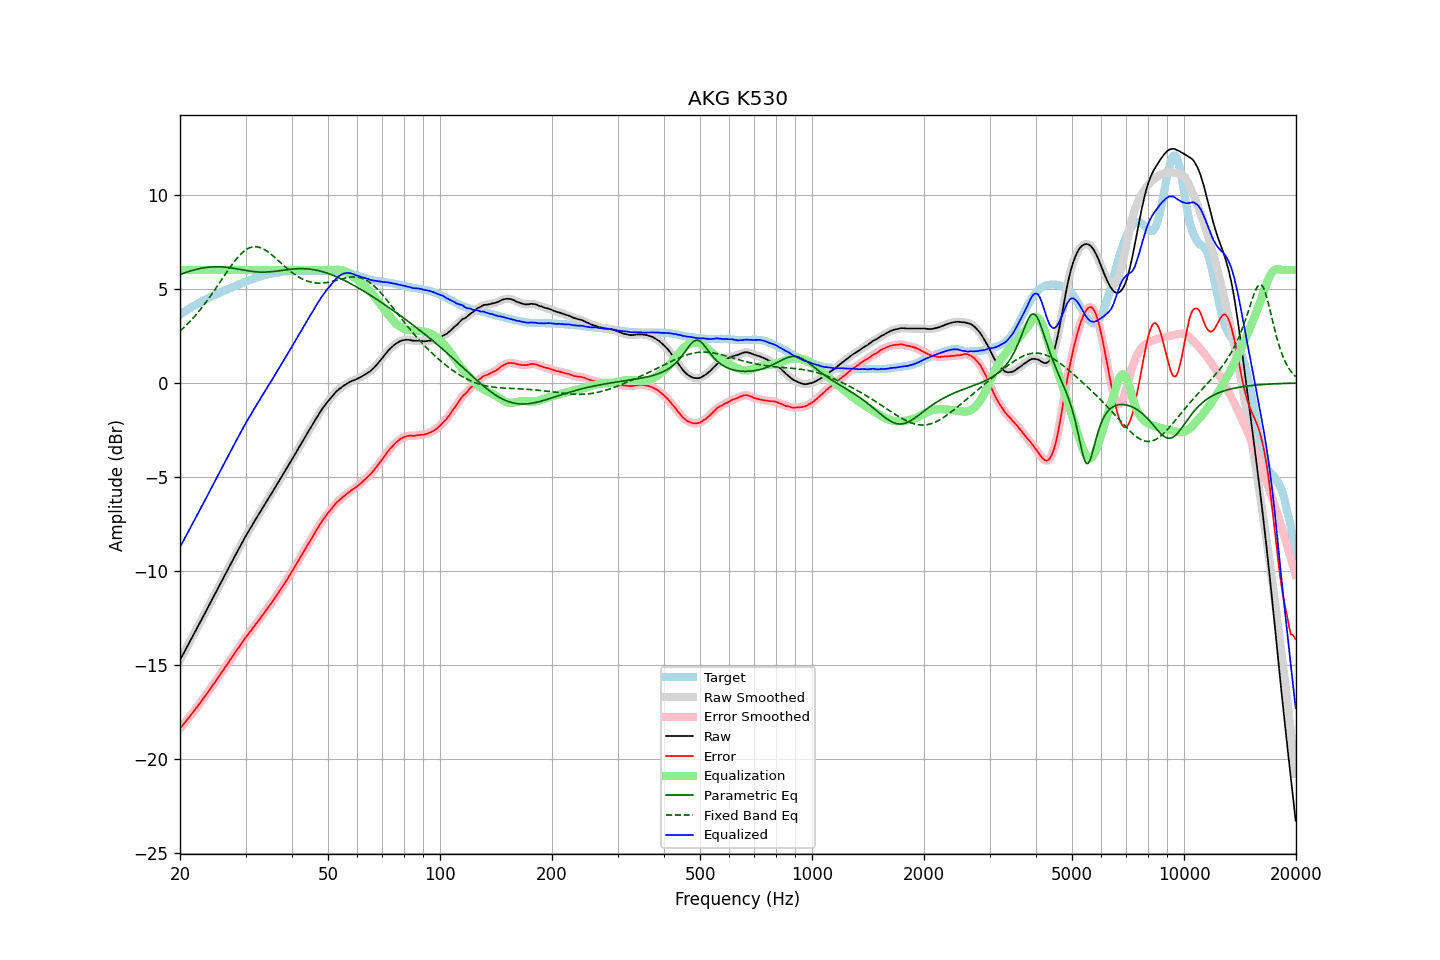 AKG K530
Amplitude (dBr)
10
5
0
−5
−10
−15
−20
−25
Target
Raw Smoothed
Error Smoothed
Raw
Error
Equalization
Parametric Eq
Fixed Band Eq
Equalized
20 50 100 200 500 1000 2000 5000 10000 20000
Frequency (Hz)